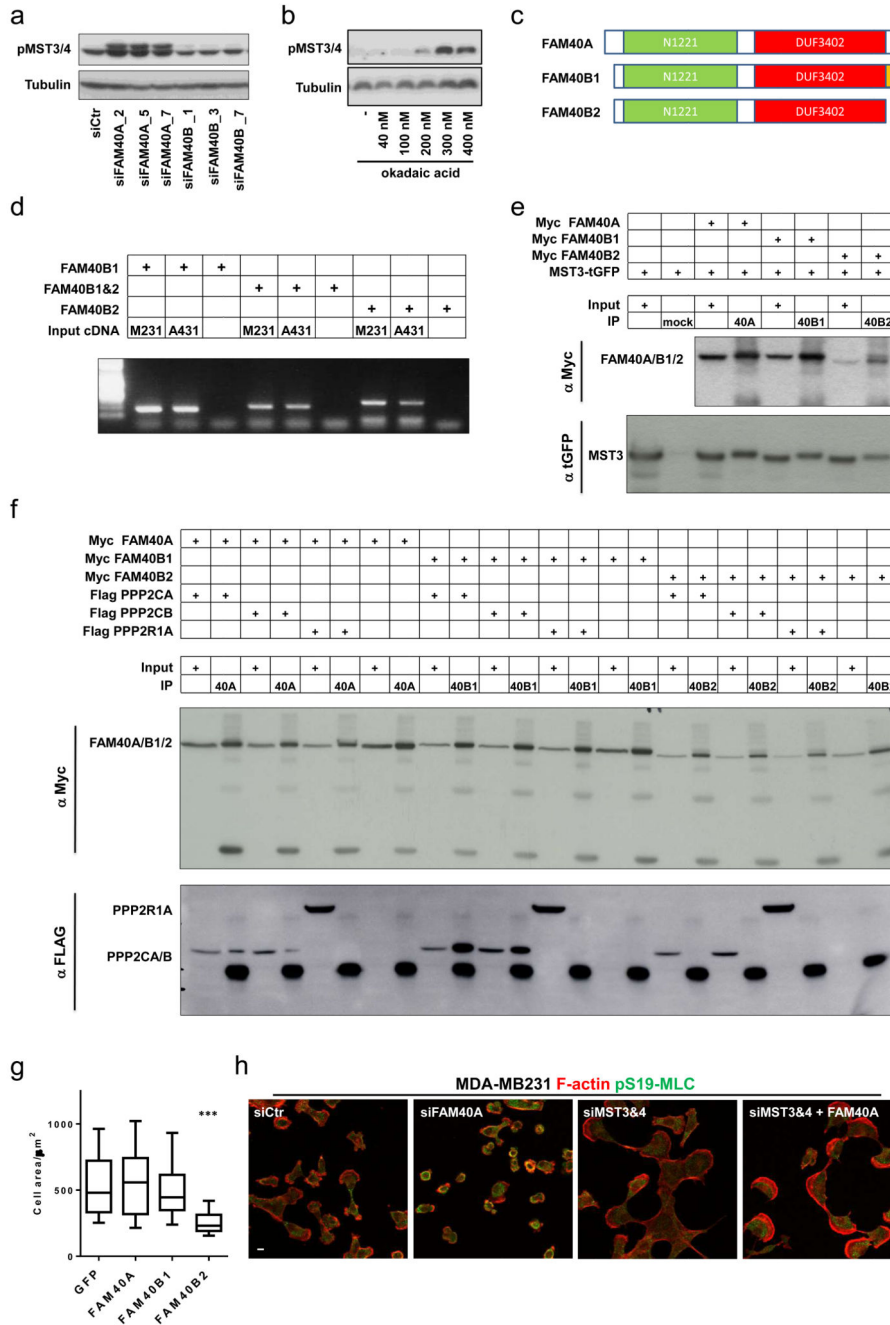 a
pMST3/4
Tubulin
siCtr
siFAM40A_2
siFAM40A_5
siFAM40A_7
siFAM40B _1
siFAM40B_3
siFAM40B _7
b
pMST3/4
Tubulin
-
40 nM
100 nM
200 nM
300 nM
400 nM
okadaic acid
c
FAM40A N1221 DUF3402
FAM40B1 N1221 DUF3402
FAM40B2 N1221 DUF3402
d
FAM40B1 + + +
FAM40B1&2 + + +
FAM40B2 + + +
Input cDNA M231 A431 M231 A431 M231 A431
e
Myc FAM40A + +
Myc FAM40B1 + +
Myc FAM40B2 + +
MST3-tGFP + + + + + + + +
Input + + + +
IP mock 40A 40B1 40B2
α Myc
FAM40A/B1/2
α tGFP
MST3
f
Myc FAM40A + + + + + + + +
Myc FAM40B1 + + + + + + + +
Myc FAM40B2 + + + + + + + +
Flag PPP2CA + + + + + +
Flag PPP2CB + + + + + +
Flag PPP2R1A + + + + + +
Input + + + + + + + + + + + +
IP 40A 40A 40A 40A 40B1 40B1 40B1 40B1 40B2 40B2 40B2 40B2
α Myc
FAM40A/B1/2
α FLAG
PPP2R1A
PPP2CA/B
g
Cell area/μm2
1000
500
0
***
GFP
FAM40A
FAM40B1
FAM40B2
h
MDA-MB231 F-actin pS19-MLC
siCtr
siFAM40A
siMST3&4
siMST3&4 + FAM40A